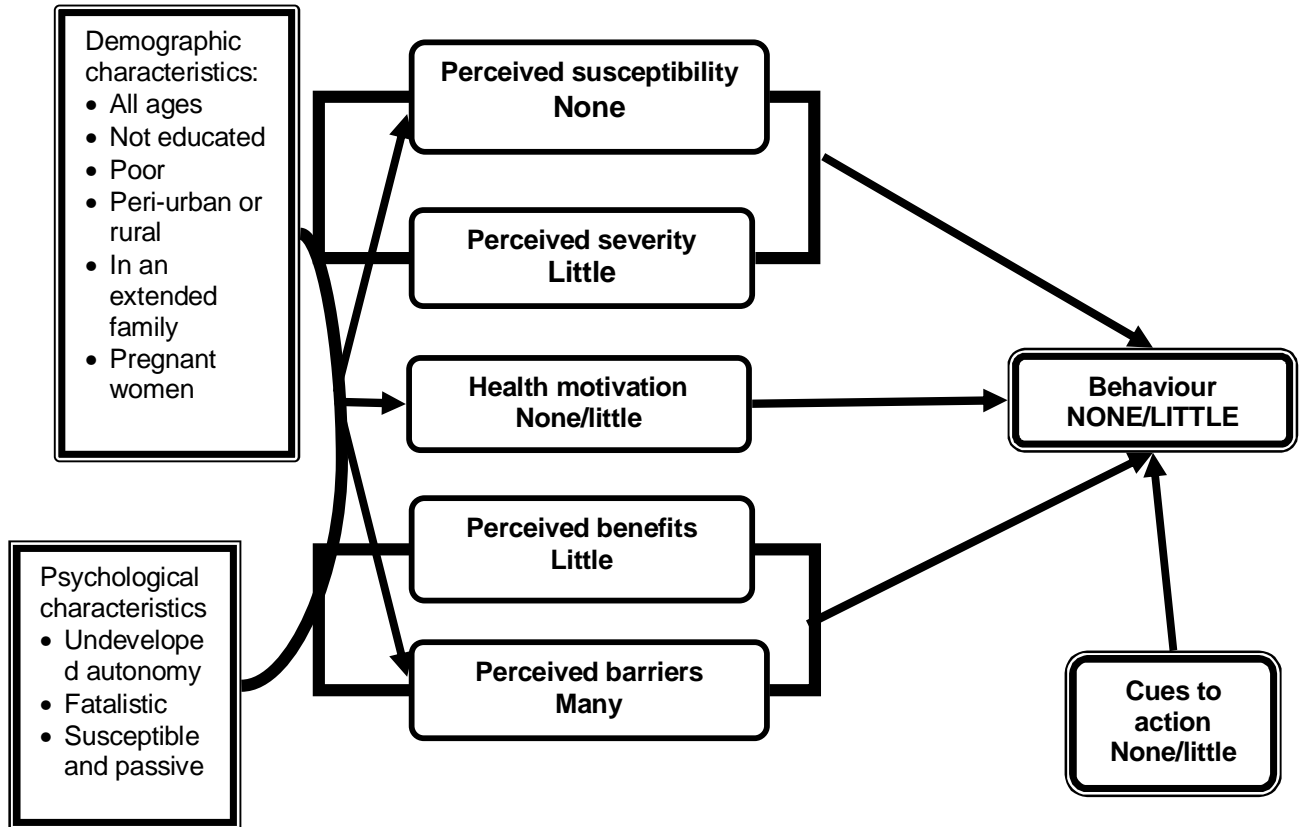 Demographic
characteristics:
• All ages
• Not educated
• Poor
• Peri-urban or
rural
• In an
extended
family
• Pregnant
women
Psychological
characteristics
• Undevelope
d autonomy
• Fatalistic
• Susceptible
and passive
Perceived susceptibility
None
Perceived severity
Little
Health motivation
None/little
Perceived benefits
Little
Perceived barriers
Many
Behaviour
NONE/LITTLE
Cues to
action
None/little